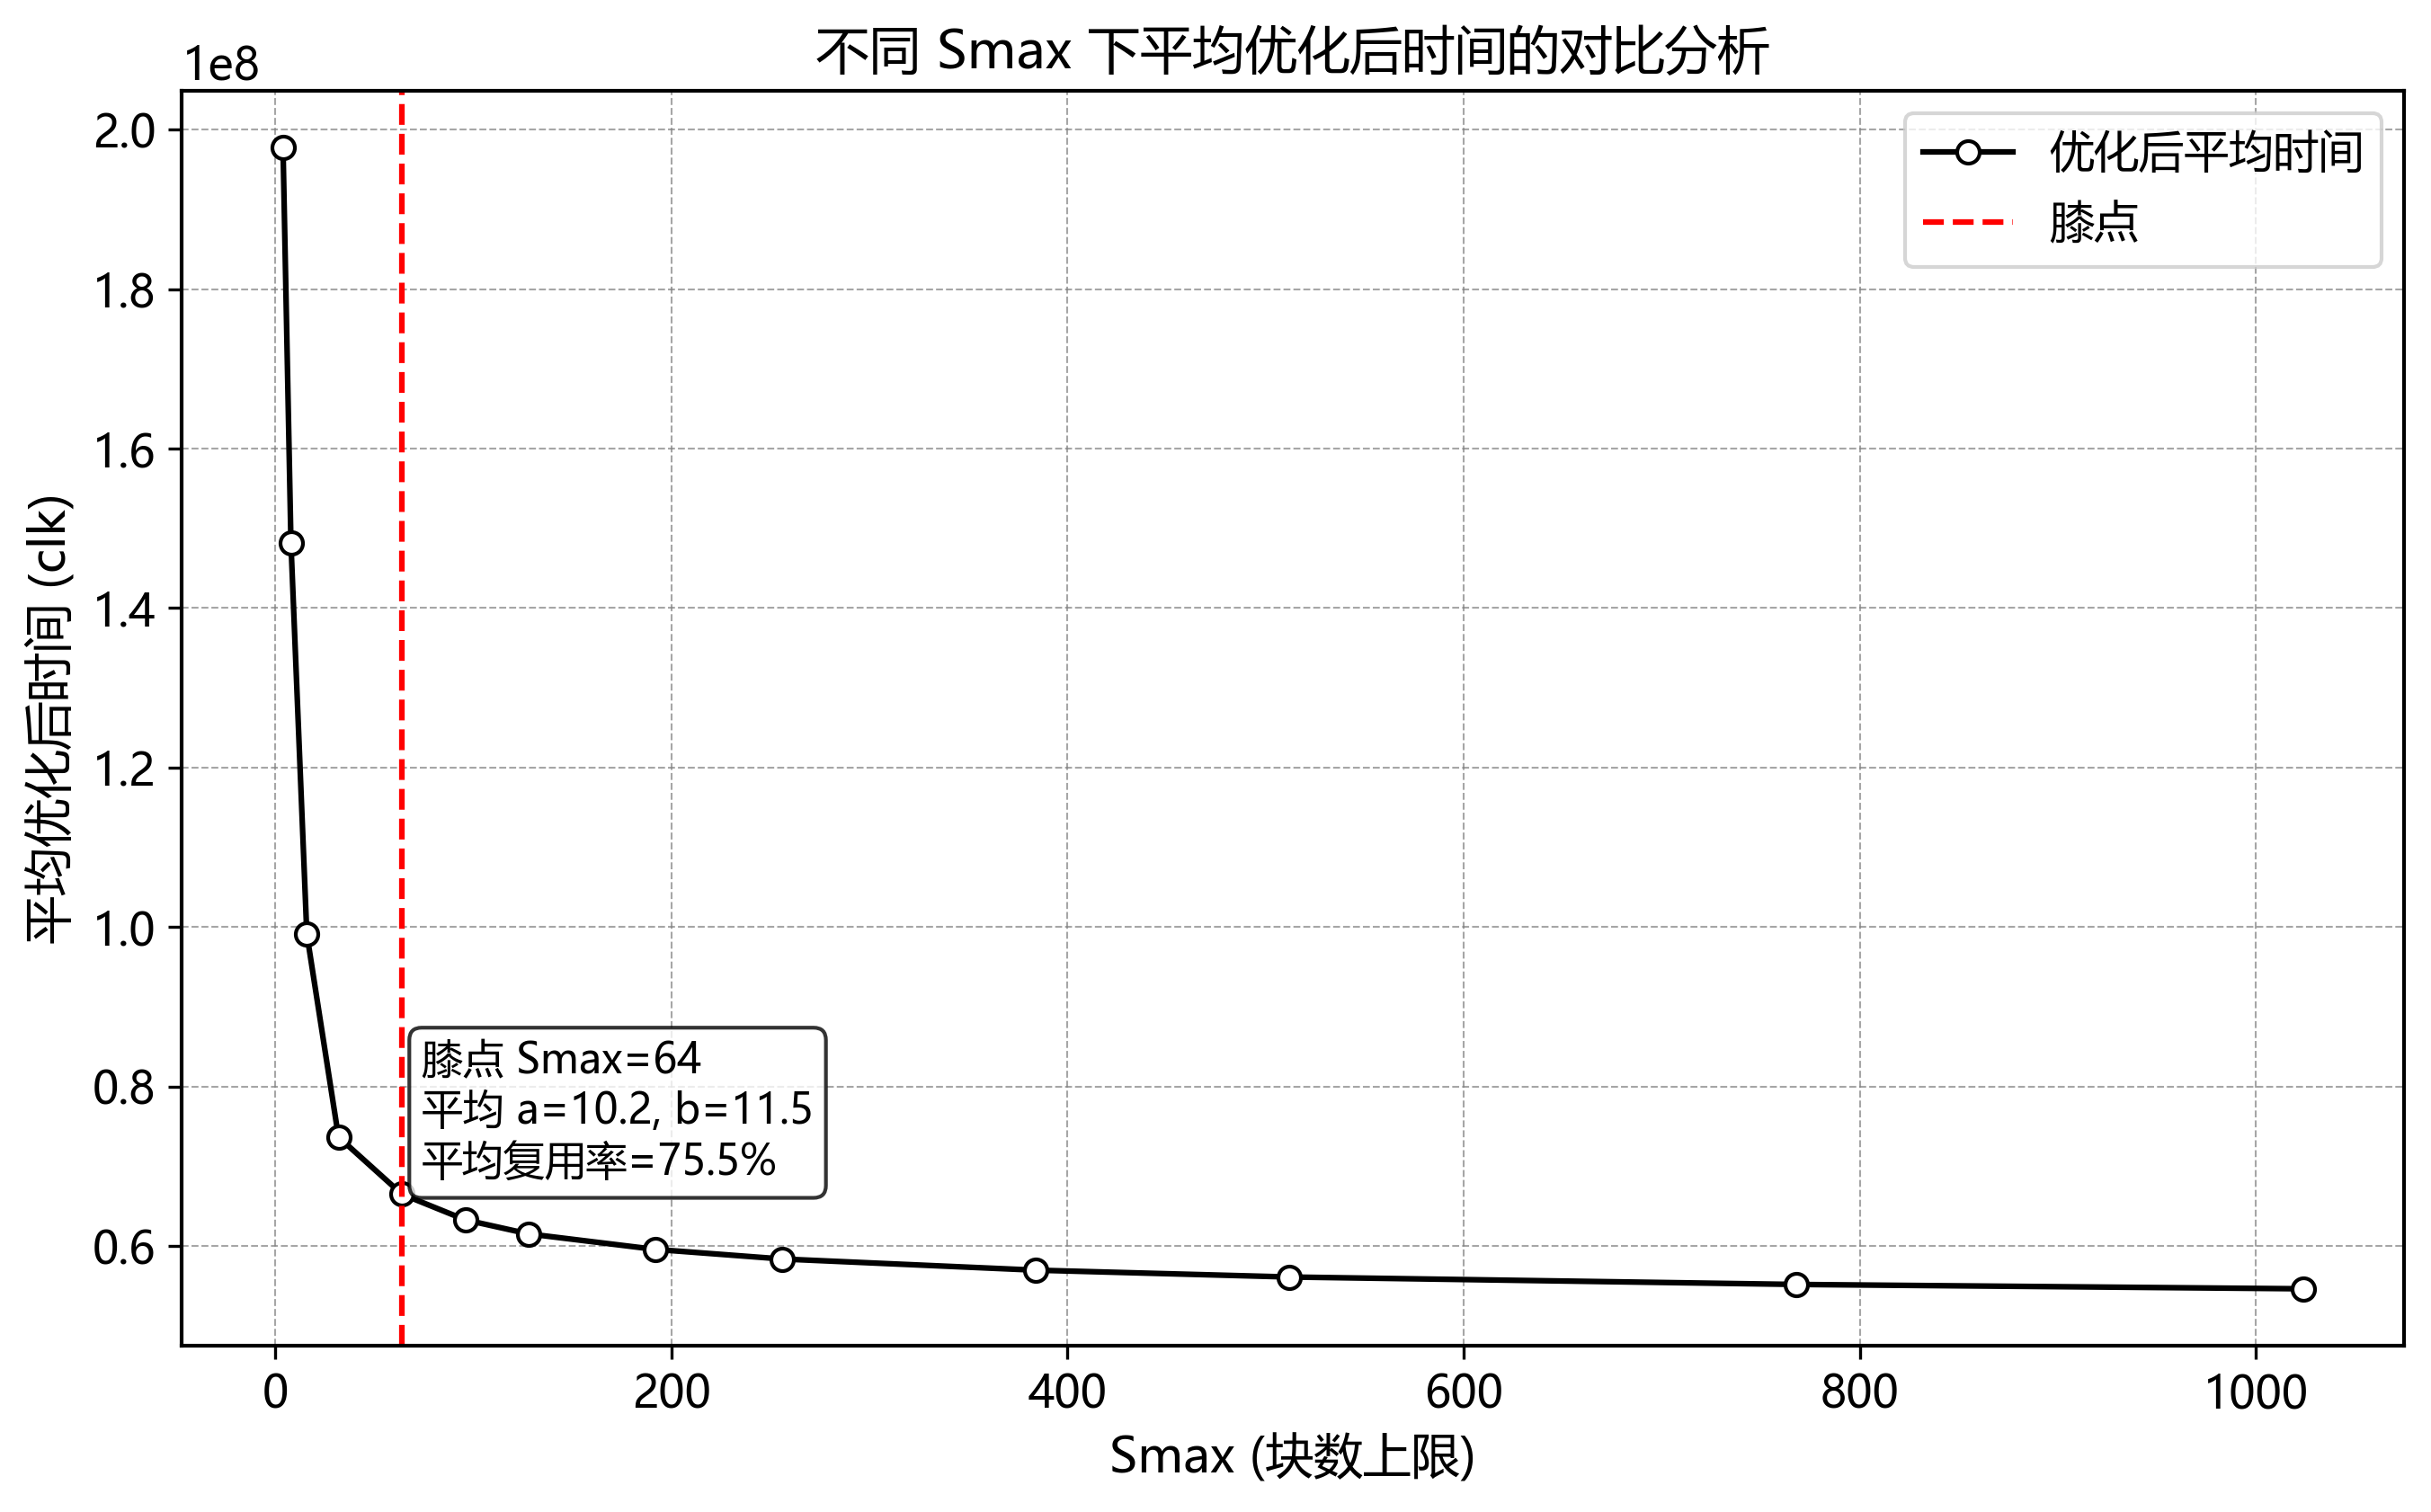 不同 Smax 下平均优化后时间的对比分析
1e8
2.0
1.8
1.6
1.4
1.2
1.0
0.8
0.6
平均优化后时间 (clk)
优化后平均时间
膝点
膝点 Smax=64
平均 a=10.2, b=11.5
平均复用率=75.5%
0 200 400 600 800 1000
Smax (块数上限)